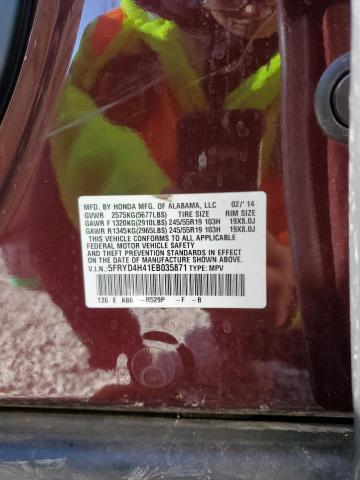 MFD. BY HONDA MFG. OF ALABAMA, LLC 02/'14
GVWR 2575KG(5677LBS) TIRE SIZE RIM SIZE
GAWR F 1320KG(2910LBS) 245/55R19 103H 19X8.0J
GAWR R1345KG(2965LBS) 245/55R19 103H 19X8.0J
THIS VEHICLE CONFORMS TO ALL APPLICABLE
FEDERAL MOTOR VEHICLE SAFETY
AND THEFT PREVENTION STANDARDS IN EFFECT ON
THE DATE OF MANUFACTURE SHOWN ABOVE.
V.I.N.:5FRYD4H41EB035871 TYPE: MPV
TZ6 E AB6 -R529P -F -B